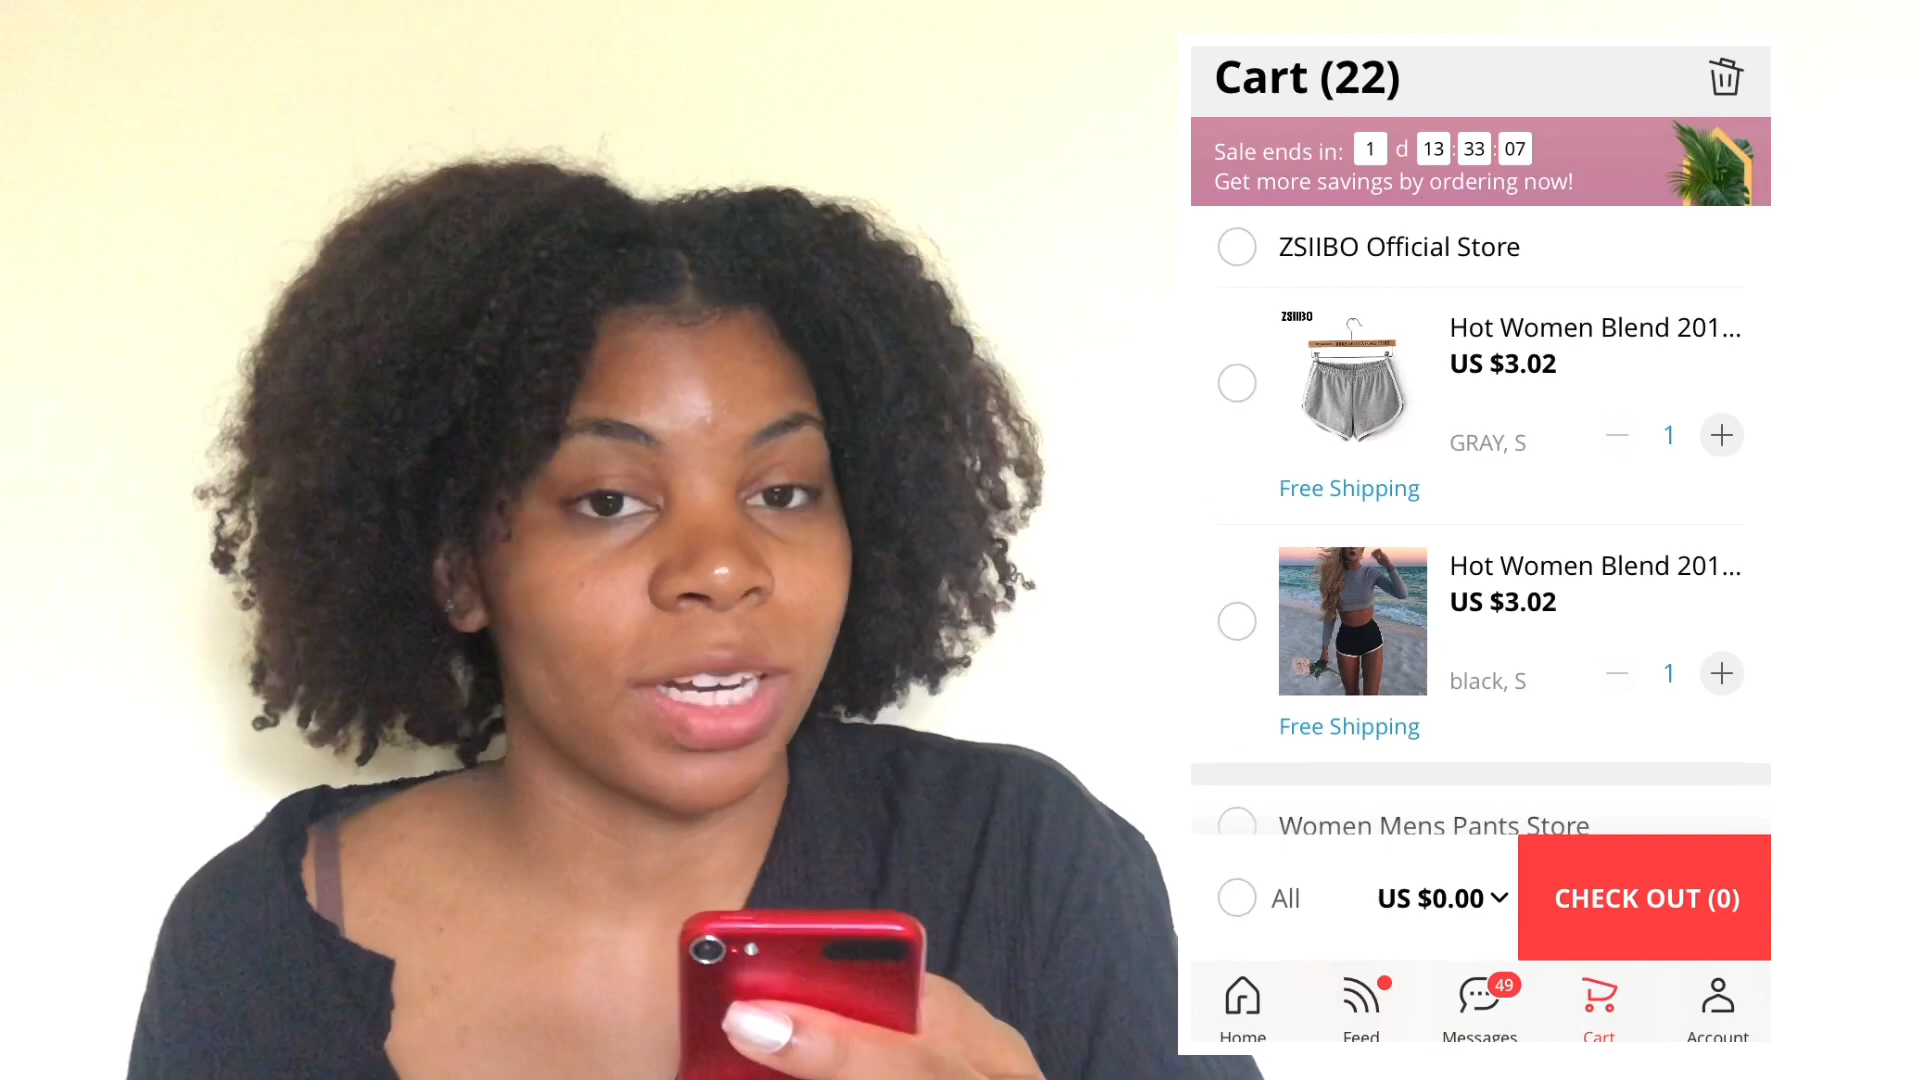 Cart (22)
Sale ends in: 1 d 13:33:07
Get more savings by ordering now!
ZSIIBO Official Store
ZSIIBO
Hot Women Blend 201...
US $3.02
GRAY, S
1
Free Shipping
Hot Women Blend 201...
US $3.02
black, S
1
Free Shipping
Women Mens Pants Store
All
US $0.00
CHECK OUT (0)
49
Home
Feed
Messages
Cart
Account